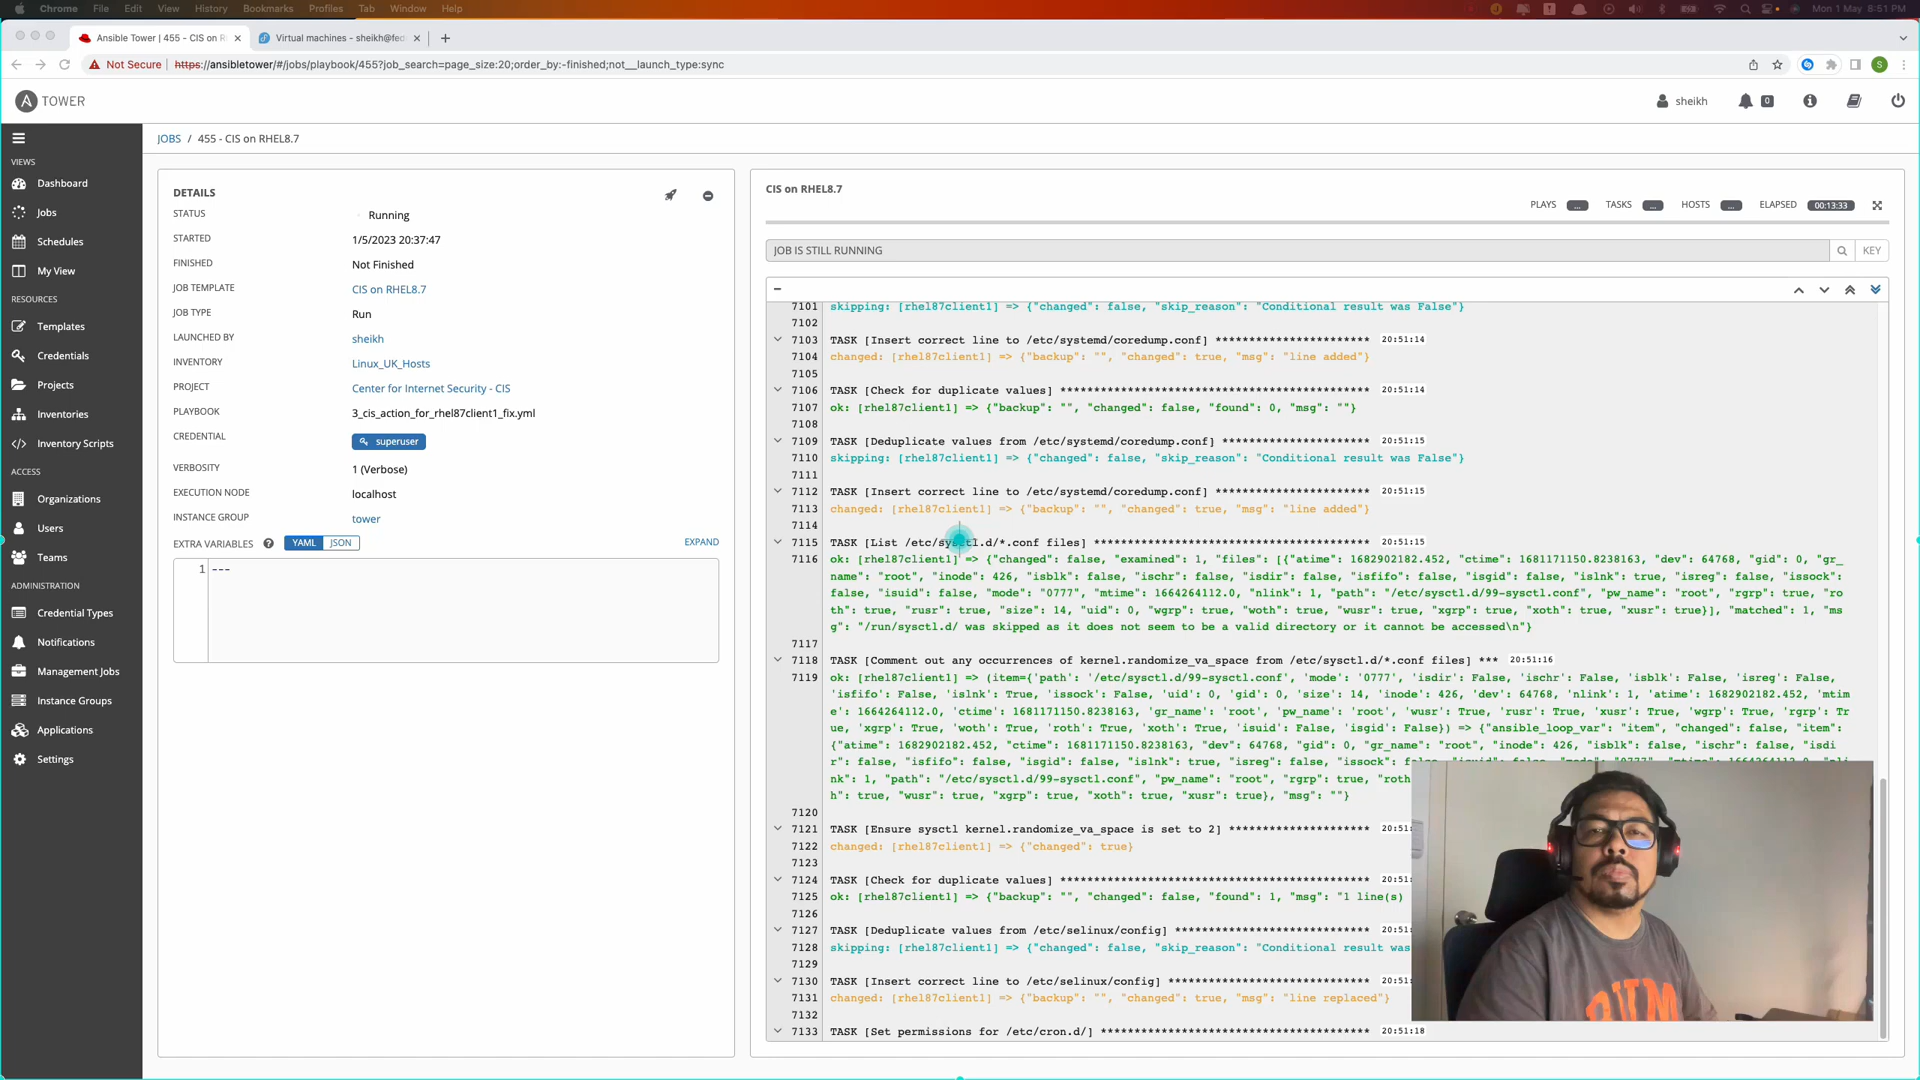 Chrome File Edit View History Bookmarks Profiles Tab Window Help Mon 1 May 8:51 PM
Ansible Tower | 455 - CIS on R
Virtual machines - sheikh@fed
Not Secure https://ansibletower/#/jobs/playbook/455?job_search=page_size:20;order_by:-finished;not__launch_type:sync
S
A TOWER
sheikh 0
JOBS / 455 - CIS on RHEL8.7
VIEWS
Dashboard
Jobs
Schedules
My View
RESOURCES
Templates
Credentials
Projects
Inventories
Inventory Scripts
ACCESS
Organizations
Users
Teams
ADMINISTRATION
Credential Types
Notifications
Management Jobs
Instance Groups
Applications
Settings
DETAILS
STATUS Running
STARTED 1/5/2023 20:37:47
FINISHED Not Finished
JOB TEMPLATE CIS on RHEL8.7
JOB TYPE Run
LAUNCHED BY sheikh
INVENTORY Linux_UK_Hosts
PROJECT Center for Internet Security - CIS
PLAYBOOK 3_cis_action_for_rhel87client1_fix.yml
CREDENTIAL superuser
VERBOSITY 1 (Verbose)
EXECUTION NODE localhost
INSTANCE GROUP tower
EXTRA VARIABLES ? YAML JSON EXPAND
1 ---
CIS on RHEL8.7
PLAYS ... TASKS ... HOSTS ... ELAPSED 00:13:33
JOB IS STILL RUNNING KEY
7101 skipping: [rhel87client1] => {"changed": false, "skip_reason": "Conditional result was False"}
7102
7103 TASK [Insert correct line to /etc/systemd/coredump.conf] *********************** 20:51:14
7104 changed: [rhel87client1] => {"backup": "", "changed": true, "msg": "line added"}
7105
7106 TASK [Check for duplicate values] ********************************************** 20:51:14
7107 ok: [rhel87client1] => {"backup": "", "changed": false, "found": 0, "msg": ""}
7108
7109 TASK [Deduplicate values from /etc/systemd/coredump.conf] ********************** 20:51:15
7110 skipping: [rhel87client1] => {"changed": false, "skip_reason": "Conditional result was False"}
7111
7112 TASK [Insert correct line to /etc/systemd/coredump.conf] *********************** 20:51:15
7113 changed: [rhel87client1] => {"backup": "", "changed": true, "msg": "line added"}
7114
7115 TASK [List /etc/sysctl.d/*.conf files] ***************************************** 20:51:15
7116 ok: [rhel87client1] => {"changed": false, "examined": 1, "files": [{"atime": 1682902182.452, "ctime": 1681171150.8238163, "dev": 64768, "gid": 0, "gr_
name": "root", "inode": 426, "isblk": false, "ischr": false, "isdir": false, "isfifo": false, "isgid": false, "islnk": true, "isreg": false, "issock":
false, "isuid": false, "mode": "0777", "mtime": 1664264112.0, "nlink": 1, "path": "/etc/sysctl.d/99-sysctl.conf", "pw_name": "root", "rgrp": true, "ro
th": true, "rusr": true, "size": 14, "uid": 0, "wgrp": true, "woth": true, "wusr": true, "xgrp": true, "xoth": true, "xusr": true}], "matched": 1, "ms
g": "/run/sysctl.d/ was skipped as it does not seem to be a valid directory or it cannot be accessed\n"}
7117
7118 TASK [Comment out any occurrences of kernel.randomize_va_space from /etc/sysctl.d/*.conf files] *** 20:51:16
7119 ok: [rhel87client1] => (item={'path': '/etc/sysctl.d/99-sysctl.conf', 'mode': '0777', 'isdir': False, 'ischr': False, 'isblk': False, 'isreg': False,
'isfifo': False, 'islnk': True, 'issock': False, 'uid': 0, 'gid': 0, 'size': 14, 'inode': 426, 'dev': 64768, 'nlink': 1, 'atime': 1682902182.452, 'mtim
e': 1664264112.0, 'ctime': 1681171150.8238163, 'gr_name': 'root', 'pw_name': 'root', 'wusr': True, 'rusr': True, 'xusr': True, 'wgrp': True, 'rgrp': Tr
ue, 'xgrp': True, 'woth': True, 'roth': True, 'xoth': True, 'isuid': False, 'isgid': False}) => {"ansible_loop_var": "item", "changed": false, "item":
{"atime": 1682902182.452, "ctime": 1681171150.8238163, "dev": 64768, "gid": 0, "gr_name": "root", "inode": 426, "isblk": false, "ischr": false, "isdi
r": false, "isfifo": false, "isgid": false, "islnk": true, "isreg": false, "issock":
nk": 1, "path": "/etc/sysctl.d/99-sysctl.conf", "pw_name": "root", "rgrp": true, "roth
h": true, "wusr": true, "xgrp": true, "xoth": true, "xusr": true}, "msg": ""}
7120
7121 TASK [Ensure sysctl kernel.randomize_va_space is set to 2] ********************* 20:51:
7122 changed: [rhel87client1] => {"changed": true}
7123
7124 TASK [Check for duplicate values] ********************************************** 20:51:
7125 ok: [rhel87client1] => {"backup": "", "changed": false, "found": 1, "msg": "1 line(s)
7126
7127 TASK [Deduplicate values from /etc/selinux/config] ***************************** 20:51:
7128 skipping: [rhel87client1] => {"changed": false, "skip_reason": "Conditional result was
7129
7130 TASK [Insert correct line to /etc/selinux/config] ****************************** 20:51:
7131 changed: [rhel87client1] => {"backup": "", "changed": true, "msg": "line replaced"}
7132
7133 TASK [Set permissions for /etc/cron.d/] **************************************** 20:51:18